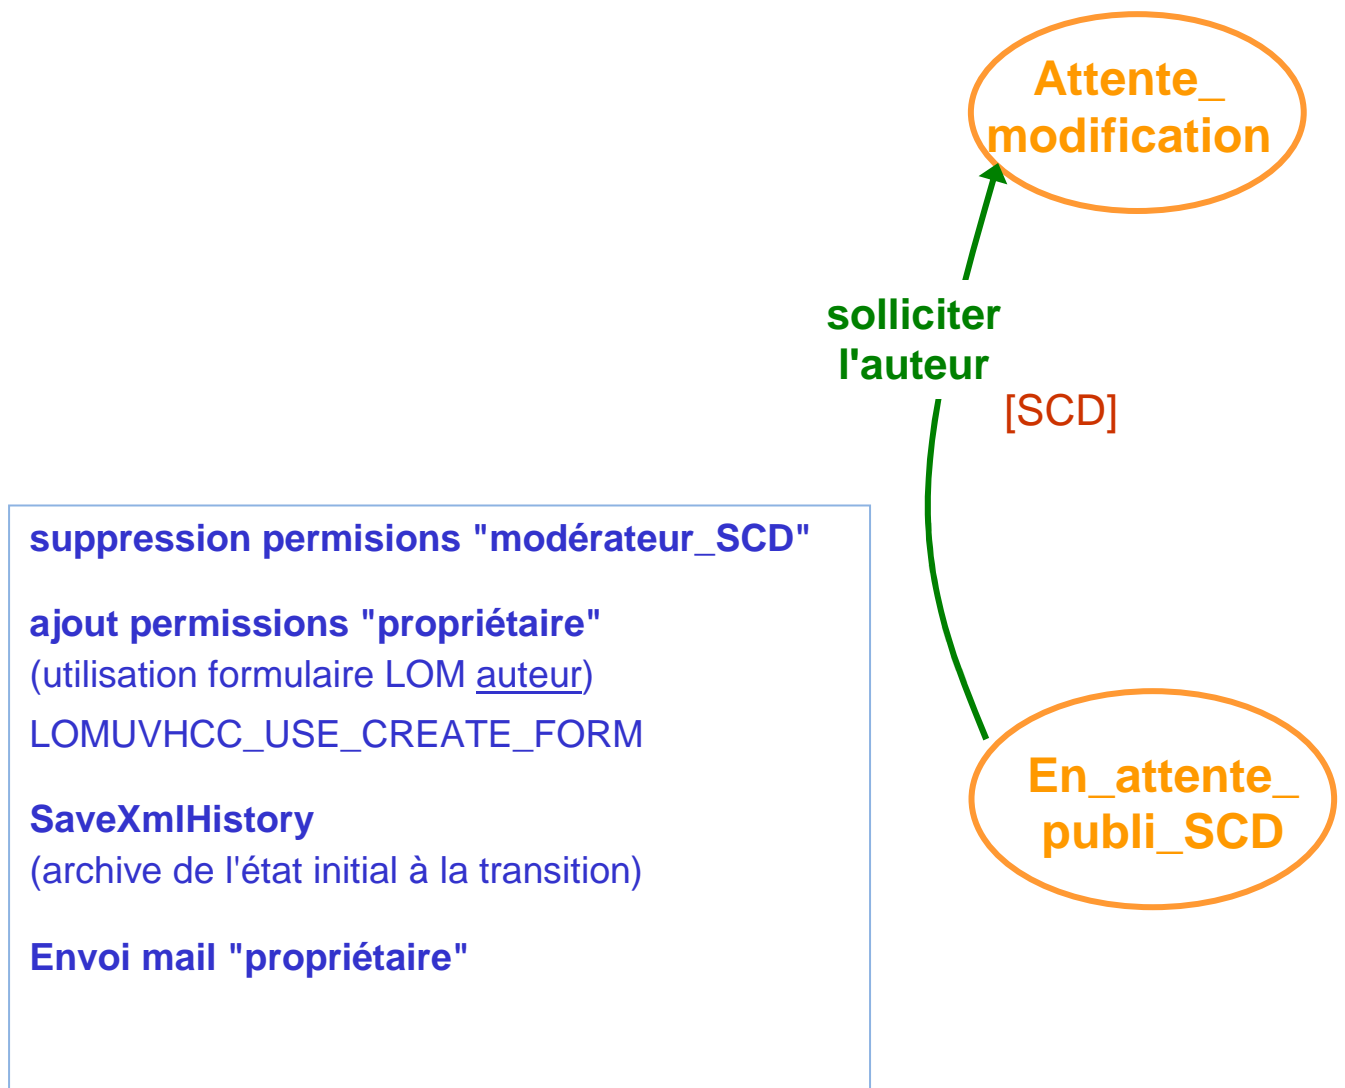 Attente_
modification
solliciter
l'auteur
[SCD]
suppression permisions "modérateur_SCD"
ajout permissions "propriétaire"
(utilisation formulaire LOM auteur)
LOMUVHCC_USE_CREATE_FORM
SaveXmlHistory
(archive de l'état initial à la transition)
Envoi mail "propriétaire"
En_attente_
publi_SCD